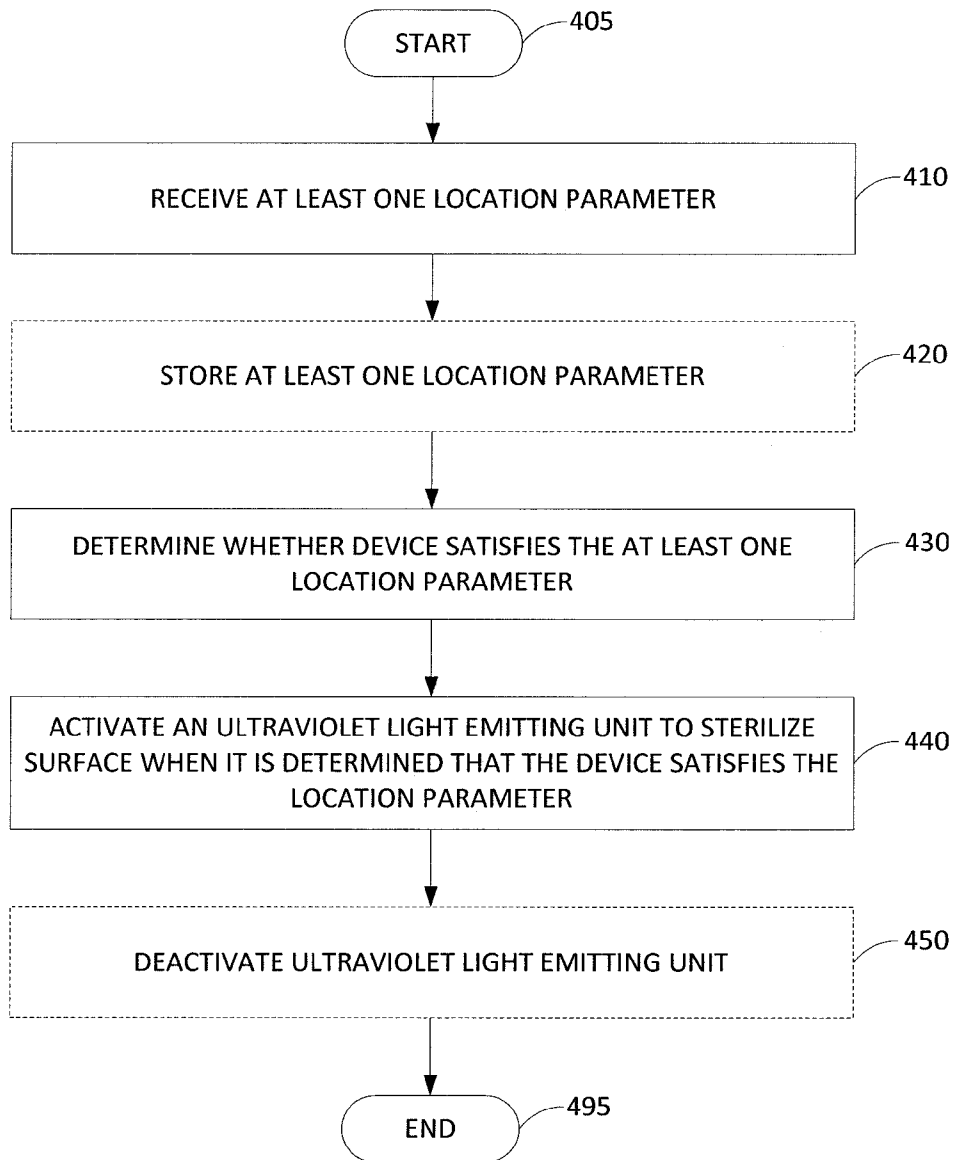 START
405
RECEIVE AT LEAST ONE LOCATION PARAMETER
410
STORE AT LEAST ONE LOCATION PARAMETER
420
DETERMINE WHETHER DEVICE SATISFIES THE AT LEAST ONE
LOCATION PARAMETER
430
ACTIVATE AN ULTRAVIOLET LIGHT EMITTING UNIT TO STERILIZE
SURFACE WHEN IT IS DETERMINED THAT THE DEVICE SATISFIES THE
LOCATION PARAMETER
440
DEACTIVATE ULTRAVIOLET LIGHT EMITTING UNIT
450
END
495